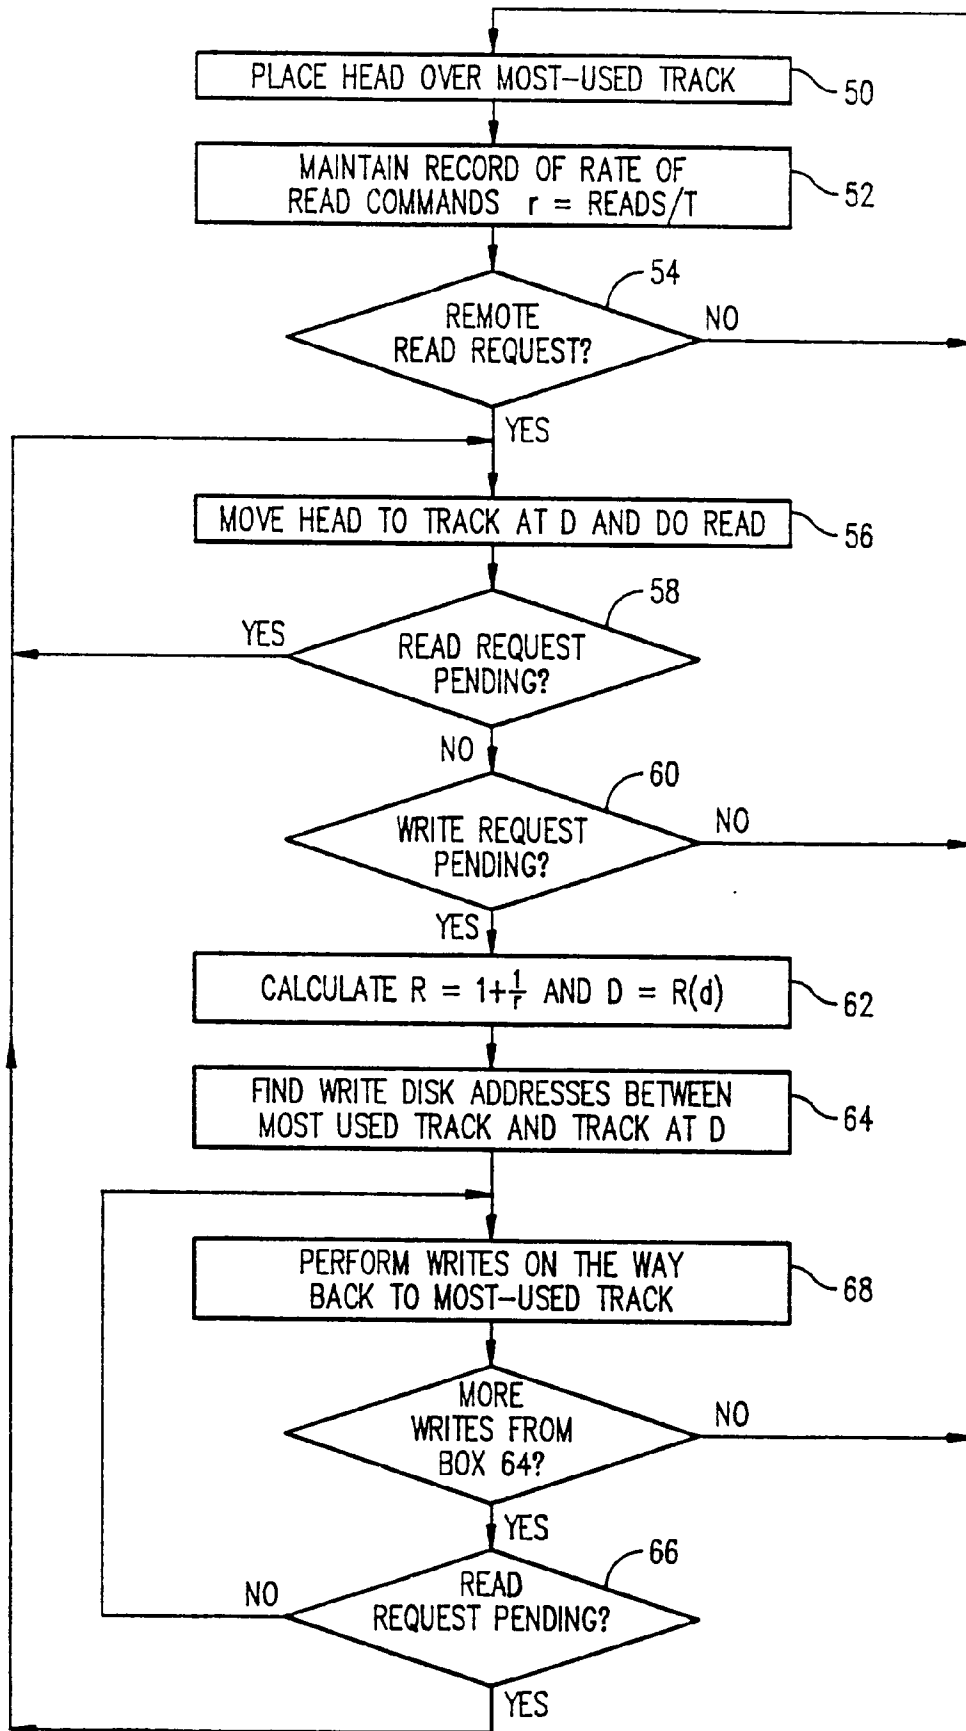 PLACE HEAD OVER MOST-USED TRACK
50
MAINTAIN RECORD OF RATE OF
READ COMMANDS r = READS/T
52
54
REMOTE
READ REQUEST?
NO
YES
MOVE HEAD TO TRACK AT D AND DO READ
56
58
YES
READ REQUEST
PENDING?
NO
60
WRITE REQUEST
PENDING?
NO
YES
CALCULATE R = 1+1/r AND D = R(d)
62
FIND WRITE DISK ADDRESSES BETWEEN
MOST USED TRACK AND TRACK AT D
64
PERFORM WRITES ON THE WAY
BACK TO MOST-USED TRACK
68
MORE
WRITES FROM
BOX 64?
NO
YES
66
NO
READ
REQUEST PENDING?
YES